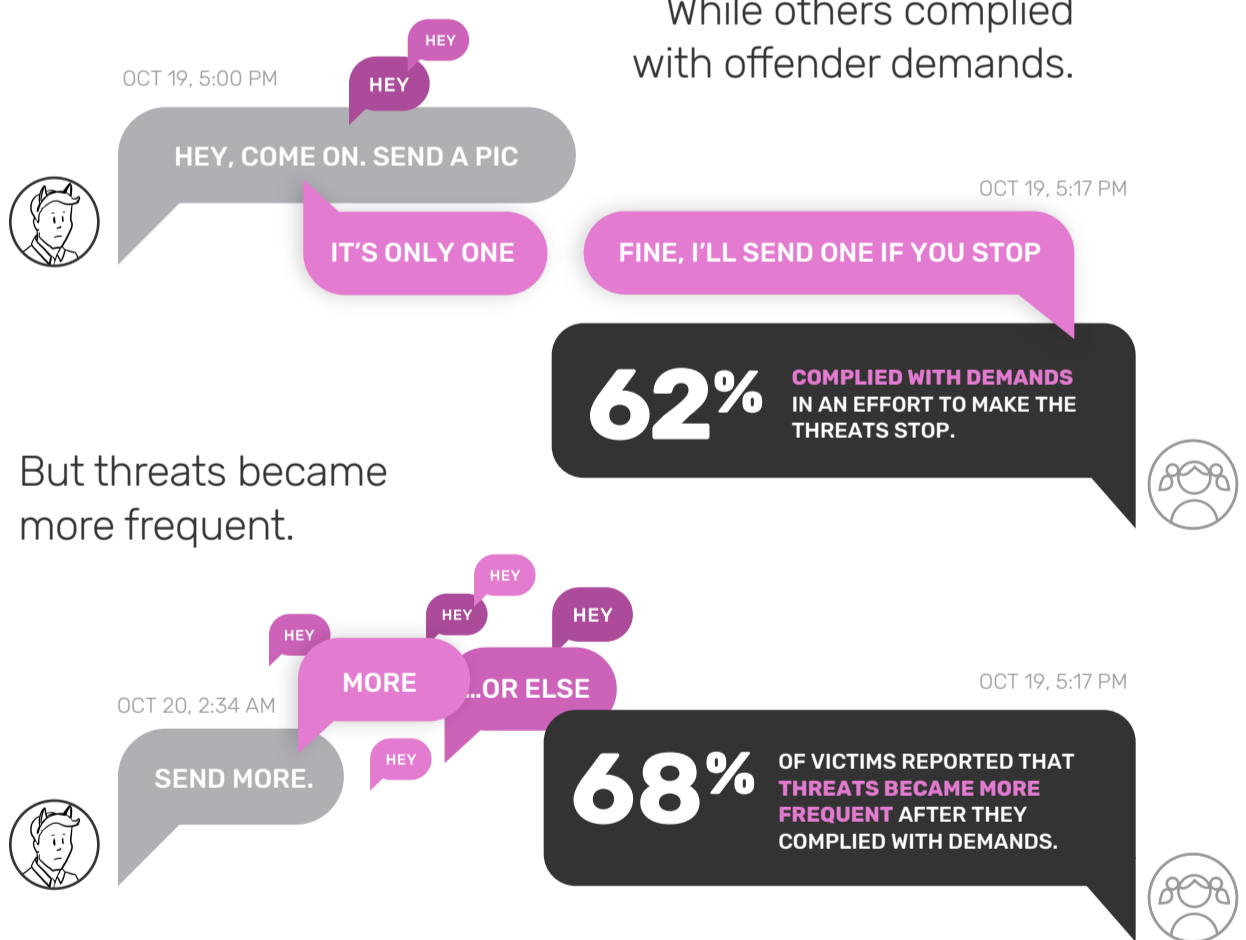 While others complied
with offender demands.
HEY
HEY
OCT 19, 5:00 PM
HEY, COME ON. SEND A PIC
OCT 19, 5:17 PM
IT'S ONLY ONE
FINE, I'LL SEND ONE IF YOU STOP
62%
COMPLIED WITH DEMANDS
IN AN EFFORT TO MAKE THE
THREATS STOP.
But threats became
more frequent.
HEY
HEY
HEY
HEY
MORE
...OR ELSE
OCT 20, 2:34 AM
HEY
SEND MORE.
OCT 19, 5:17 PM
68%
OF VICTIMS REPORTED THAT
THREATS BECAME MORE
FREQUENT AFTER THEY
COMPLIED WITH DEMANDS.